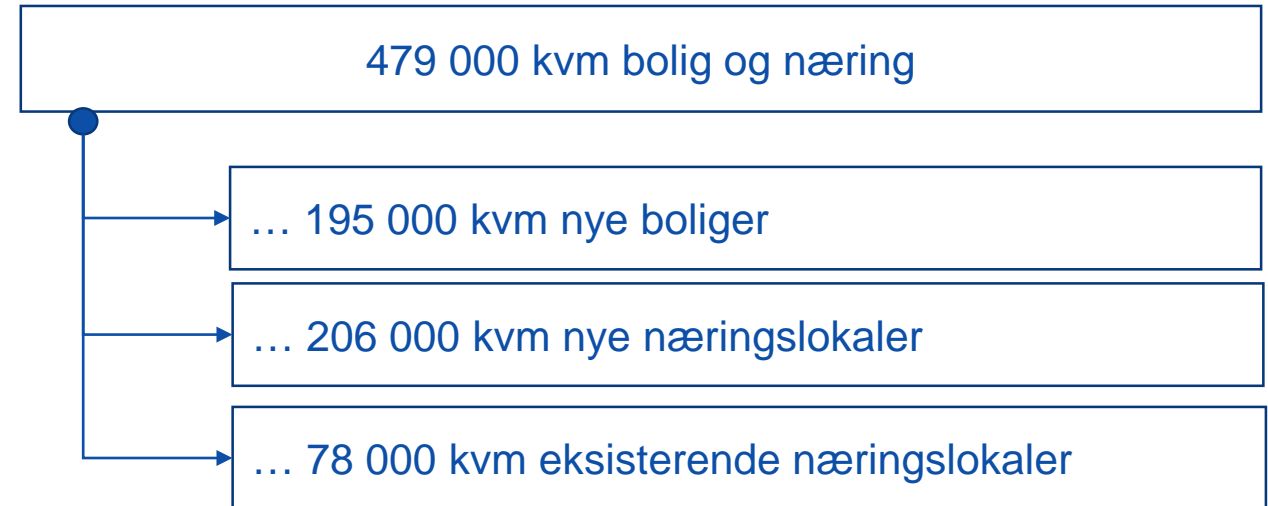 479 000 kvm bolig og næring
… 195 000 kvm nye boliger
… 206 000 kvm nye næringslokaler
… 78 000 kvm eksisterende næringslokaler